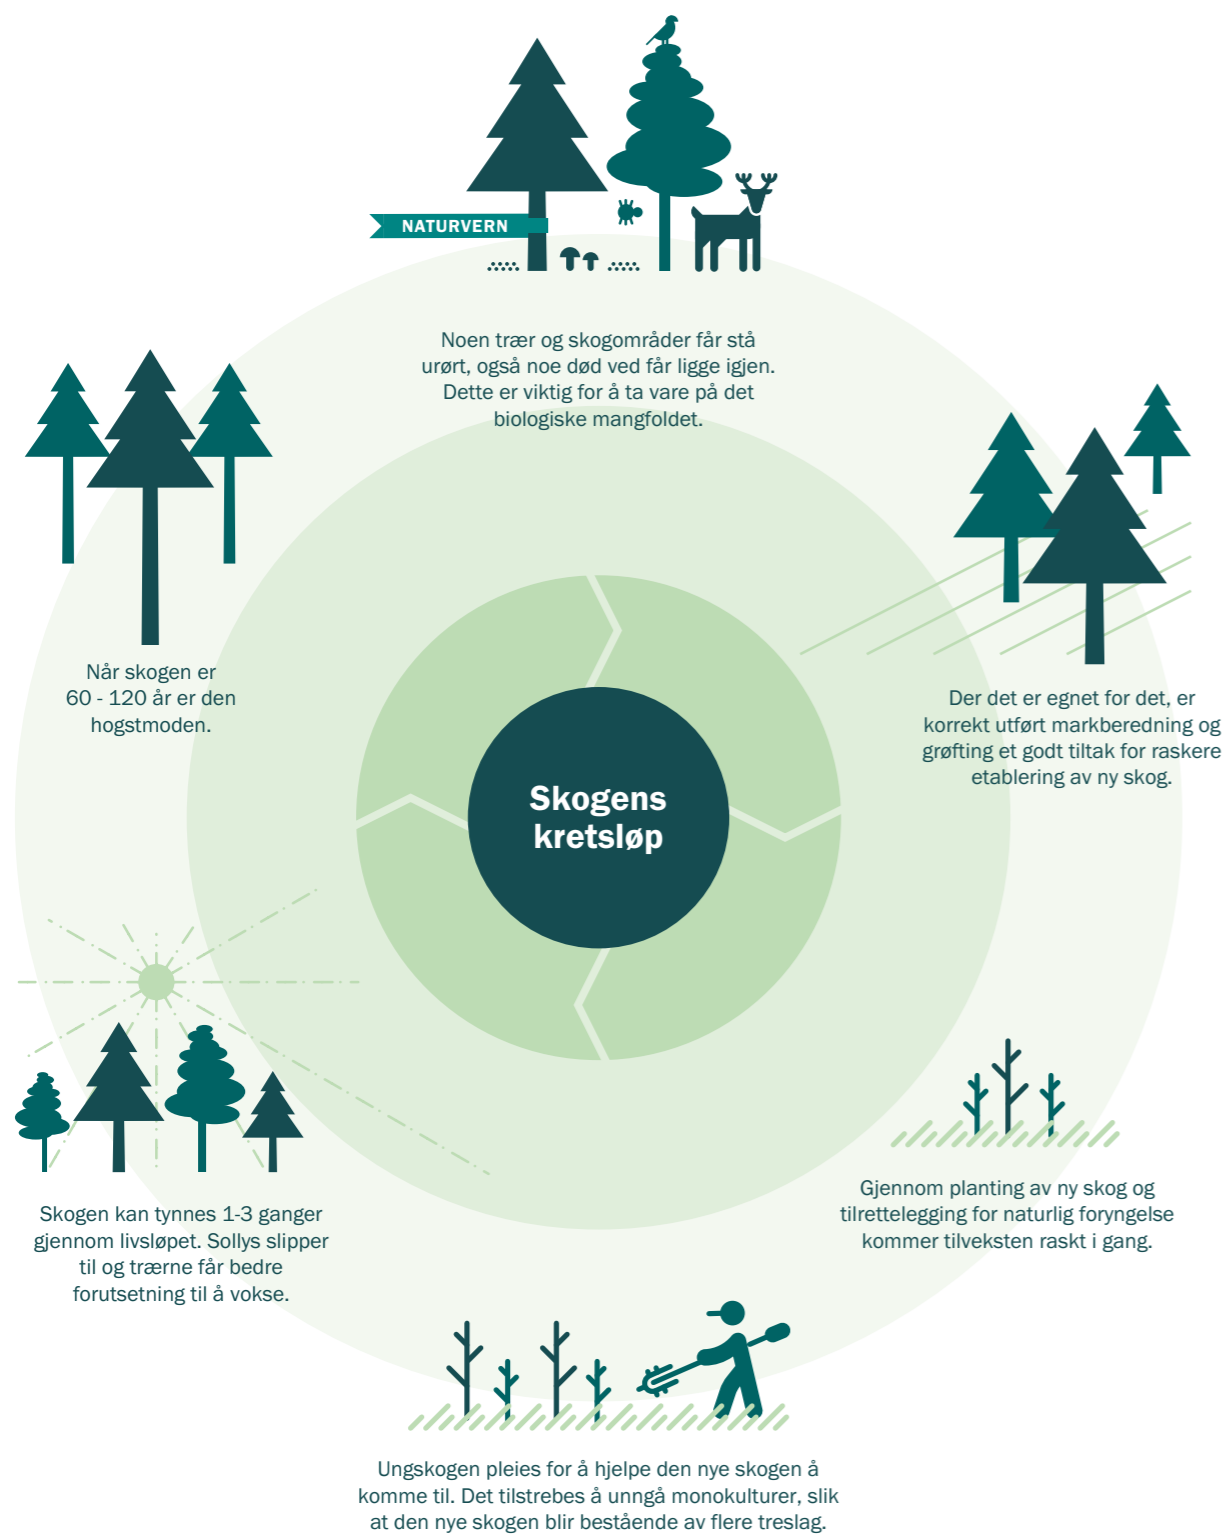 NATURVERN
Noen trær og skogområder får stå
urørt, også noe død ved får ligge igjen.
Dette er viktig for å ta vare på det
biologiske mangfoldet.
Der det er egnet for det, er
korrekt utført markberedning og
grøfting et godt tiltak for raskere
etablering av ny skog.
Gjennom planting av ny skog og
tilrettelegging for naturlig foryngelse
kommer tilveksten raskt i gang.
Ungskogen pleies for å hjelpe den nye skogen å
komme til. Det tilstrebes å unngå monokulturer, slik
at den nye skogen blir bestående av flere treslag.
Skogen kan tynnes 1-3 ganger
gjennom livsløpet. Sollys slipper
til og trærne får bedre
forutsetning til å vokse.
Når skogen er
60 - 120 år er den
hogstmoden.
Skogens
kretsløp